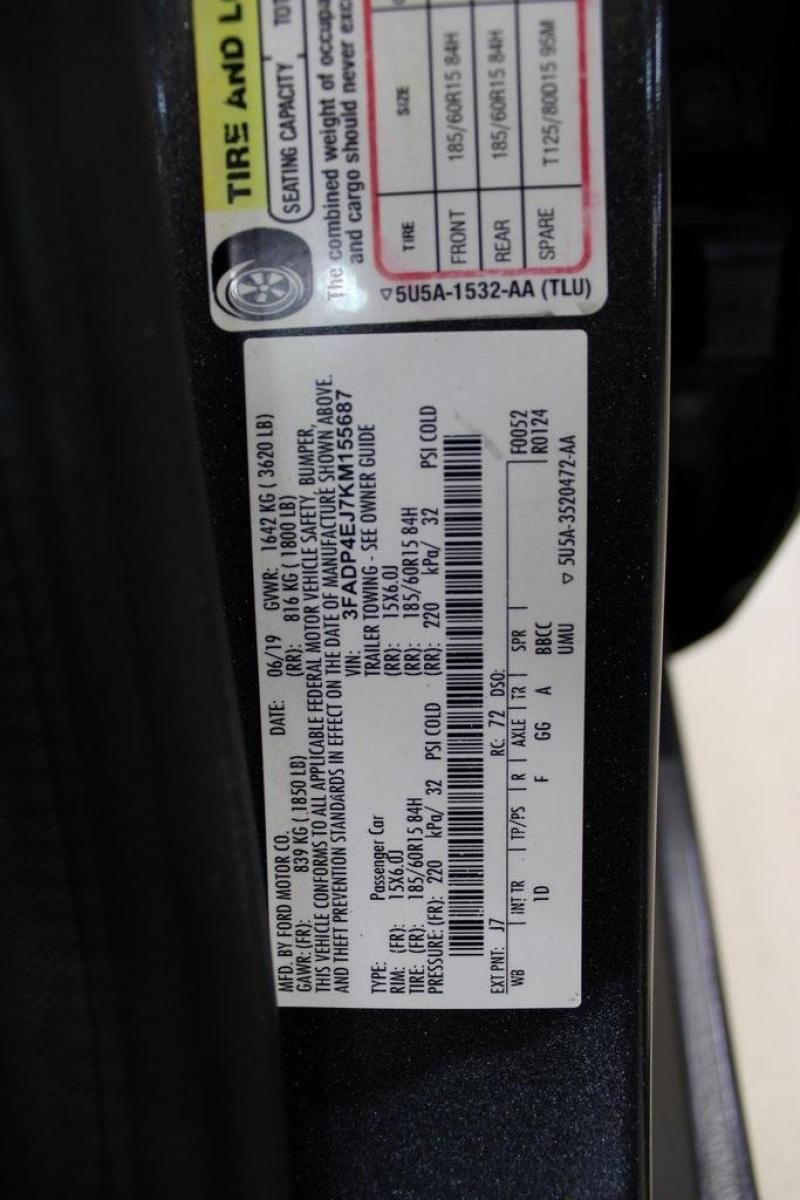 TIRE AND
SEATING CAPACITY
The combined weight of
and cargo should never
TIRE SIZE
FRONT 185/60R15 84H
REAR 185/60R15 84H
SPARE T125/80D15 95M
▽5U5A-1532-AA (TLU)
MFD. BY FORD MOTOR CO. DATE: 06/19 GVWR: 1642 KG ( 3620 LB)
GAWR: (FR): 839 KG ( 1850 LB) (RR): 816 KG ( 1800 LB)
THIS VEHICLE CONFORMS TO ALL APPLICABLE FEDERAL MOTOR VEHICLE SAFETY, BUMPER,
AND THEFT PREVENTION STANDARDS IN EFFECT ON THE DATE OF MANUFACTURE SHOWN ABOVE.
VIN: 3FADP4EJ7KM155687
TYPE: Passenger Car TRAILER TOWING - SEE OWNER GUIDE
RIM: (FR): 15X6.0J (RR): 15X6.0J
TIRE: (FR): 185/60R15 84H (RR): 185/60R15 84H
PRESSURE: (FR): 220 kPa/ 32 PSI COLD (RR): 220 kPa/ 32 PSI COLD
EXT PNT: J7 RC: 72 DSO: F0052
WB INT TR TP/PS R AXLE TR SPR R0124
1D F GG A BBCC
UMU ▽ 5U5A-3520472-AA